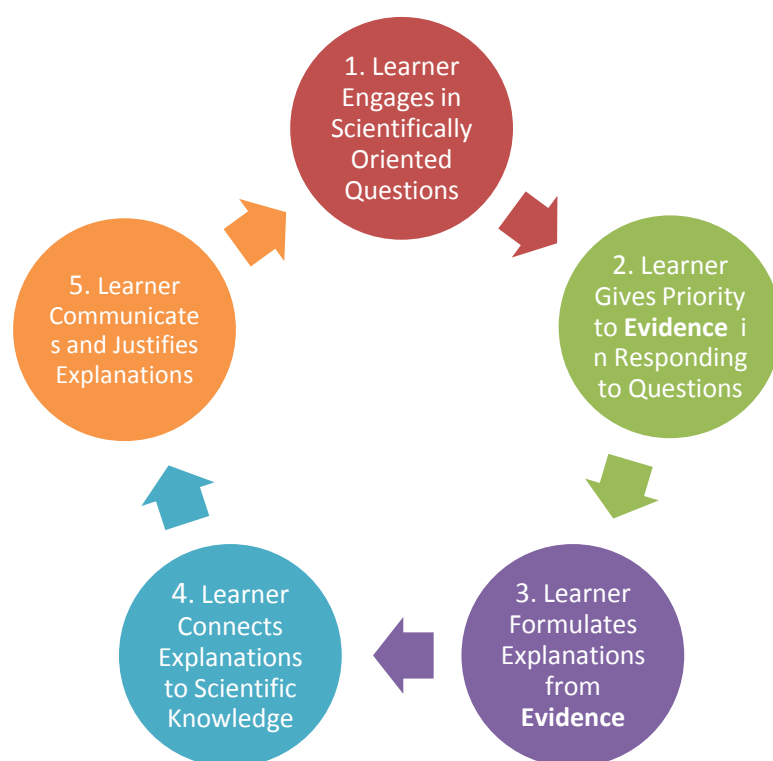 1. Learner
Engages in
Scientifically
Oriented
Questions
2. Learner
Gives Priority
to Evidence i
n Responding
to Questions
3. Learner
Formulates
Explanations
from
Evidence
4. Learner
Connects
Explanations
to Scientific
Knowledge
5. Learner
Communicate
s and Justifies
Explanations